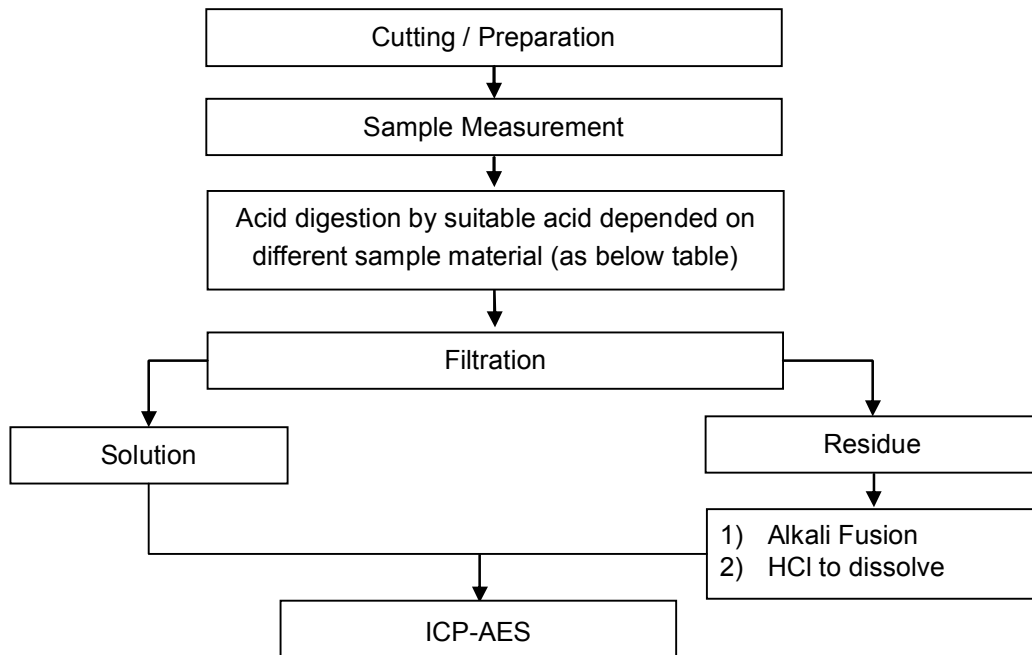 Cutting / Preparation
Sample Measurement
Acid digestion by suitable acid depended on
different sample material (as below table)
Filtration
Solution
Residue
1) Alkali Fusion
2) HCl to dissolve
ICP-AES